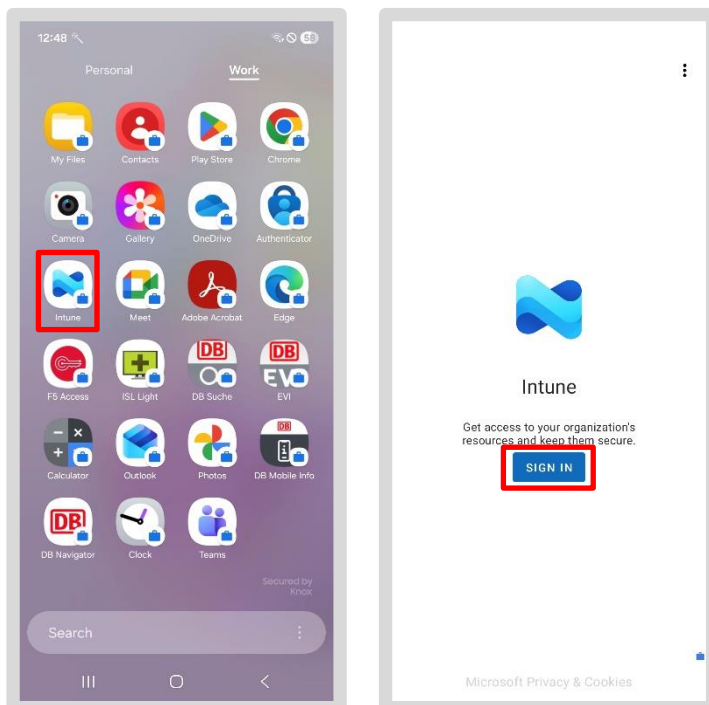 12:48
58
Personal Work
My Files Contacts Play Store Chrome
Camera Gallery OneDrive Authenticator
Intune Meet Adobe Acrobat Edge
DB DB
EVI
F5 Access ISL Light DB Suche EVI
DB
Calculator Outlook Photos DB Mobile Info
DB
DB Navigator Clock Teams
Secured by
Knox
Search
Intune
Get access to your organization's
resources and keep them secure.
SIGN IN
Microsoft Privacy & Cookies